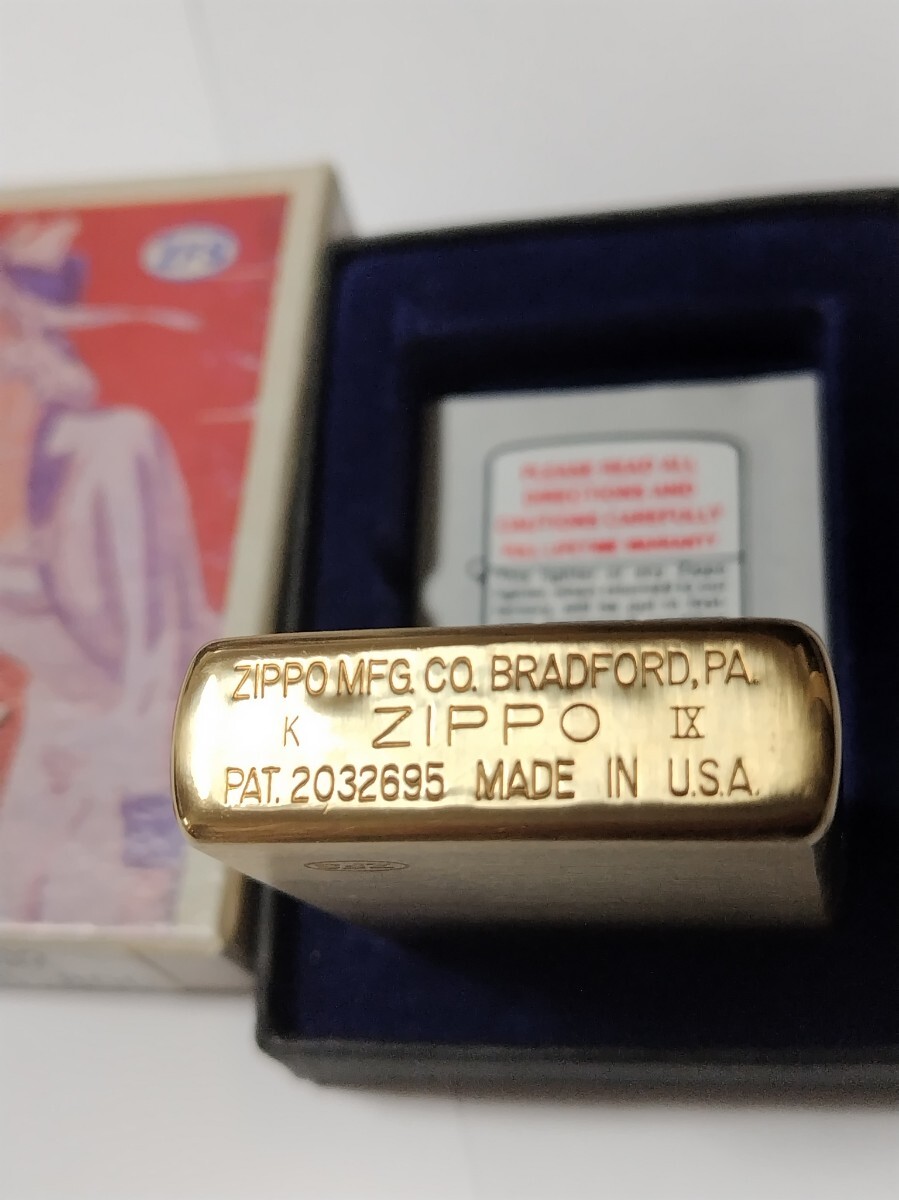 273
PLEASE READ ALL
DIRECTIONS AND
CAUTIONS CAREFULLY
FULL LIFETIME WARRANTY
ZIPPO MFG. CO. BRADFORD, PA.
K ZIPPO IX
PAT. 2032695 MADE IN U.S.A.